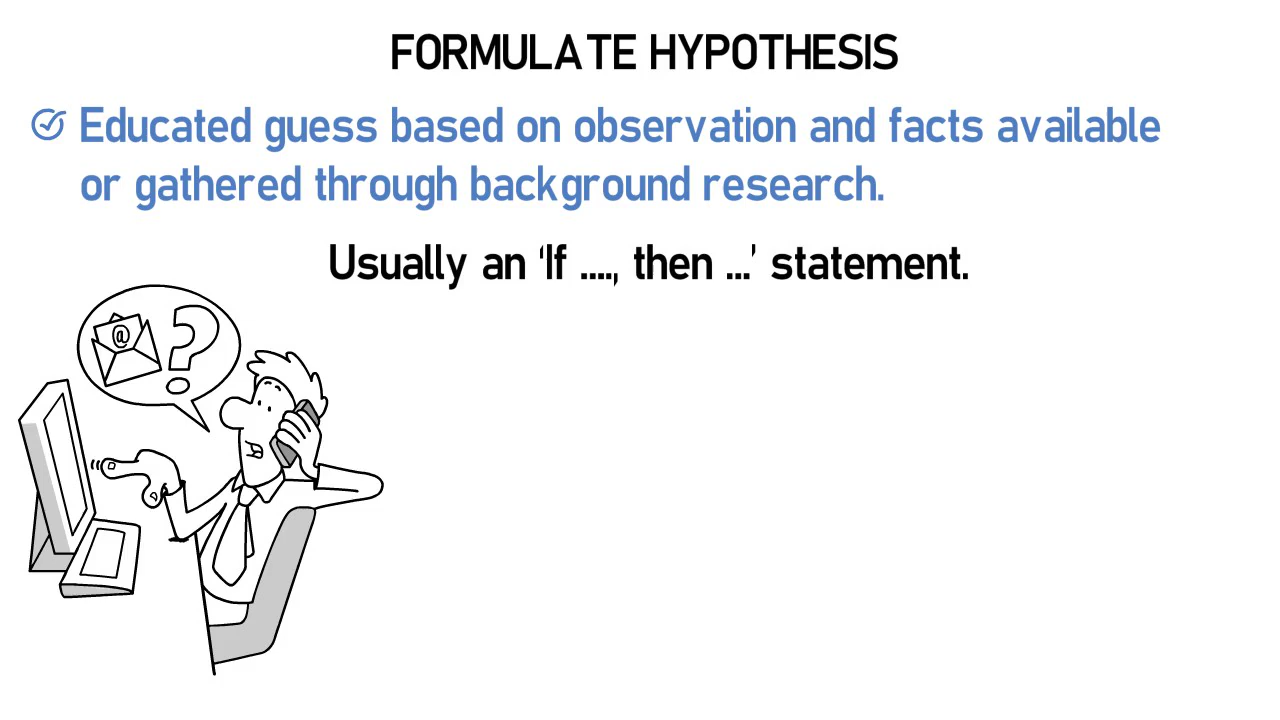 FORMULATE HYPOTHESIS
Educated guess based on observation and facts available
or gathered through background research.
Usually an ‘If ...., then ...’ statement.
@ ?